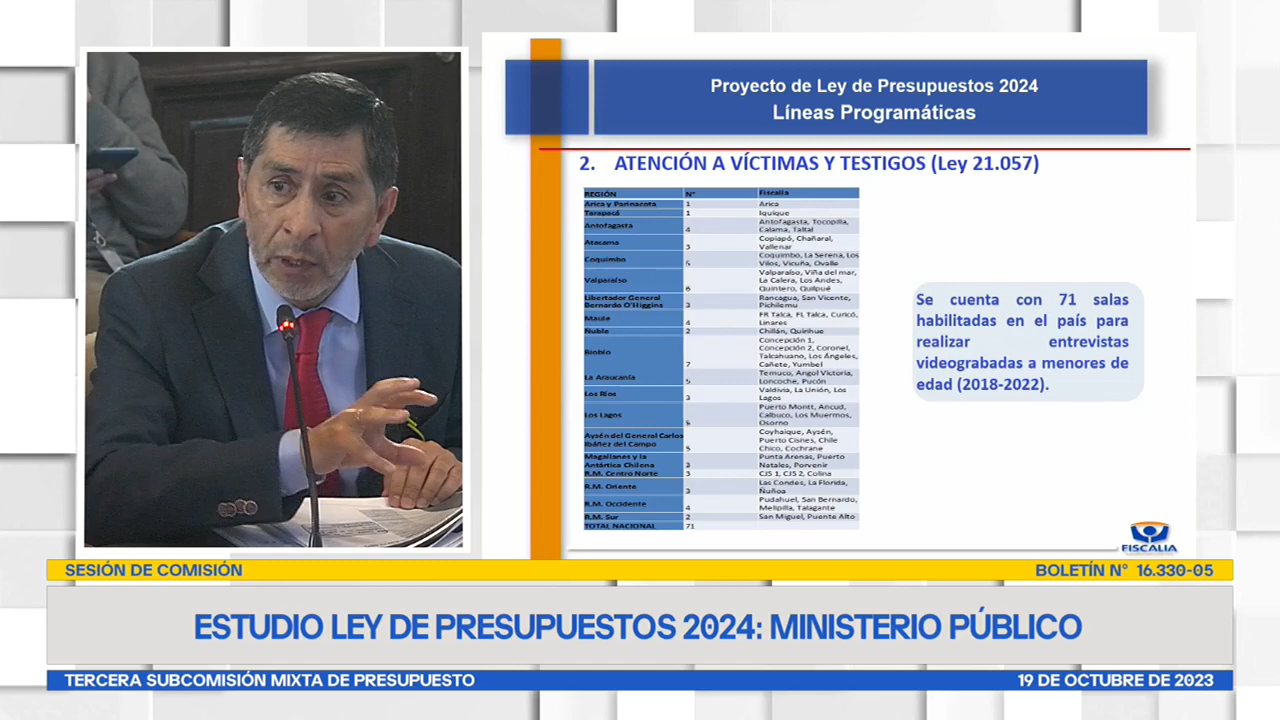 Proyecto de Ley de Presupuestos 2024
Líneas Programáticas
2. ATENCIÓN A VÍCTIMAS Y TESTIGOS (Ley 21.057)
REGIÓN N° Fiscalía
Arica y Parinacota 1 Arica
Tarapacá 1 Iquique
Antofagasta 4 Antofagasta, Tocopilla,
Calama, Taltal
Atacama 3 Copiapó, Chañaral,
Vallenar
Coquimbo 5 Coquimbo, La Serena, Los
Vilos, Vicuña, Ovalle
Valparaíso 6 Valparaíso, Viña del mar,
La Calera, Los Andes,
Quintero, Quilpué
Libertador General
Bernardo O'Higgins 3 Rancagua, San Vicente,
Pichilemu
Maule 4 FR Talca, FL Talca, Curicó,
Linares
Ñuble 2 Chillán, Quirihue
Biobío 7 Concepción 1,
Concepción 2, Coronel,
Talcahuano, Los Ángeles,
Cañete, Yumbel
La Araucanía 5 Temuco, Angol Victoria,
Loncoche, Pucón
Los Ríos 3 Valdivia, La Unión, Los
Lagos
Los Lagos 5 Puerto Montt, Ancud,
Calbuco, Los Muermos,
Osorno
Aysén del General Carlos
Ibáñez del Campo 5 Coyhaique, Aysén,
Puerto Cisnes, Chile
Chico, Cochrane
Magallanes y la
Antártica Chilena 3 Punta Arenas, Puerto
Natales, Porvenir
R.M. Centro Norte 3 CJS 1, CJS 2, Colina
R.M. Oriente 3 Las Condes, La Florida,
Ñuñoa
R.M. Occidente 4 Pudahuel, San Bernardo,
Melipilla, Talagante
R.M. Sur 2 San Miguel, Puente Alto
TOTAL NACIONAL 71
Se cuenta con 71 salas
habilitadas en el país para
realizar entrevistas
videograbadas a menores de
edad (2018-2022).
FISCALIA
SESIÓN DE COMISIÓN
BOLETÍN N° 16.330-05
ESTUDIO LEY DE PRESUPUESTOS 2024: MINISTERIO PÚBLICO
TERCERA SUBCOMISIÓN MIXTA DE PRESUPUESTO
19 DE OCTUBRE DE 2023